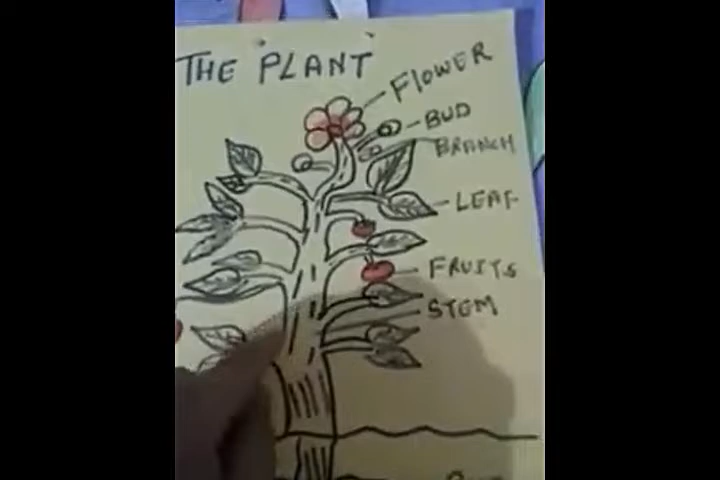 THE PLANT
FLOWER
BUD
BRANCH
LEAF
FRUITS
STEM